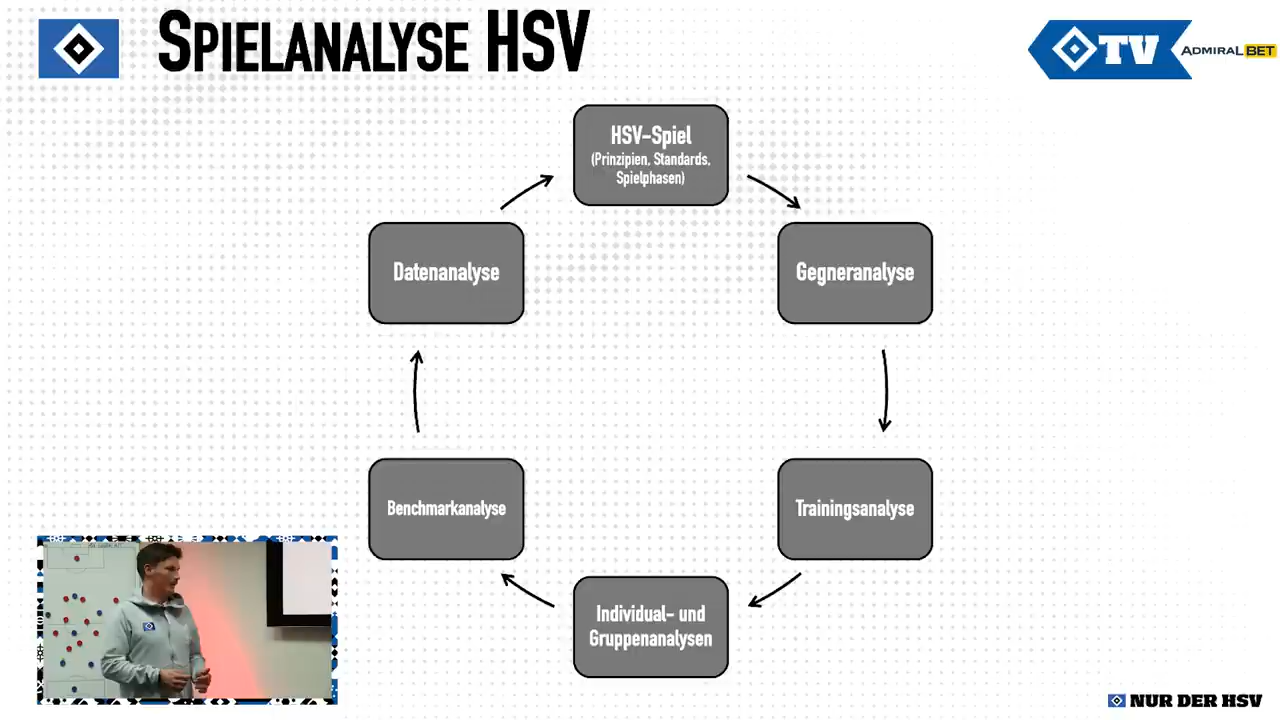 SPIELANALYSE HSV
TV
ADMIRALBET
HSV-Spiel
(Prinzipien, Standards,
Spielphasen)
Datenanalyse
Gegneranalyse
Benchmarkanalyse
Trainingsanalyse
Individual- und
Gruppenanalysen
NUR DER HSV